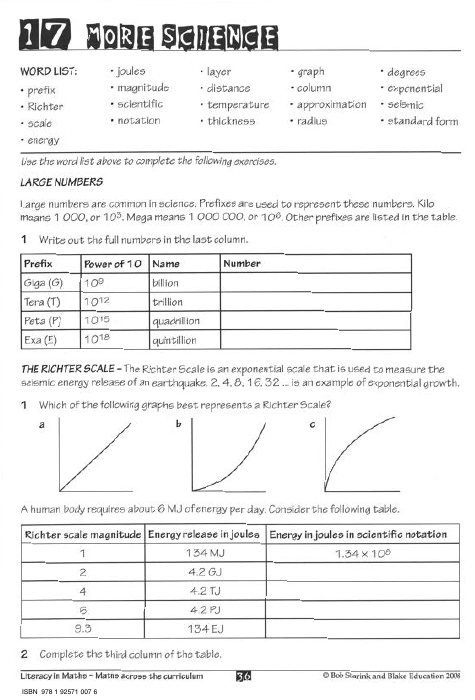 17 MORE SCIENCE
WORD LIST:
• prefix
• Richter
• scale
• energy
• joules
• magnitude
• scientific
• notation
• layer
• distance
• temperature
• thickness
• graph
• column
• approximation
• radius
• degrees
• exponential
• seismic
• standard form
Use the word list above to complete the following exercises.
LARGE NUMBERS
Large numbers are common in science. Prefixes are used to represent these numbers. Kilo
means 1 000, or 10³. Mega means 1 000 000, or 10⁶. Other prefixes are listed in the table.
1 Write out the full numbers in the last column.
Prefix Power of 10 Name Number
Giga (G) 10⁹ billion
Tera (T) 10¹² trillion
Peta (P) 10¹⁵ quadrillion
Exa (E) 10¹⁸ quintillion
THE RICHTER SCALE – The Richter Scale is an exponential scale that is used to measure the
seismic energy release of an earthquake. 2, 4, 8, 16, 32 ... is an example of exponential growth.
1 Which of the following graphs best represents a Richter Scale?
a b c
A human body requires about 6 MJ of energy per day. Consider the following table.
Richter scale magnitude Energy release in joules Energy in joules in scientific notation
1 134 MJ 1.34 × 10⁸
2 4.2 GJ
4 4.2 TJ
6 4.2 PJ
9.3 134 EJ
2 Complete the third column of the table.
Literacy in Maths – Maths across the curriculum 36 © Bob Starink and Blake Education 2008
ISBN 978 1 92571 007 6